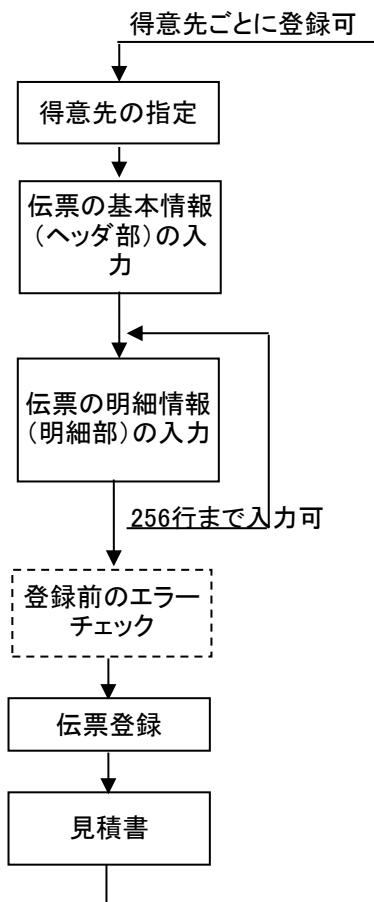 得意先ごとに登録可
得意先の指定
伝票の基本情報
（ヘッダ部）の入
力
伝票の明細情報
（明細部）の入力
256行まで入力可
登録前のエラー
チェック
伝票登録
見積書